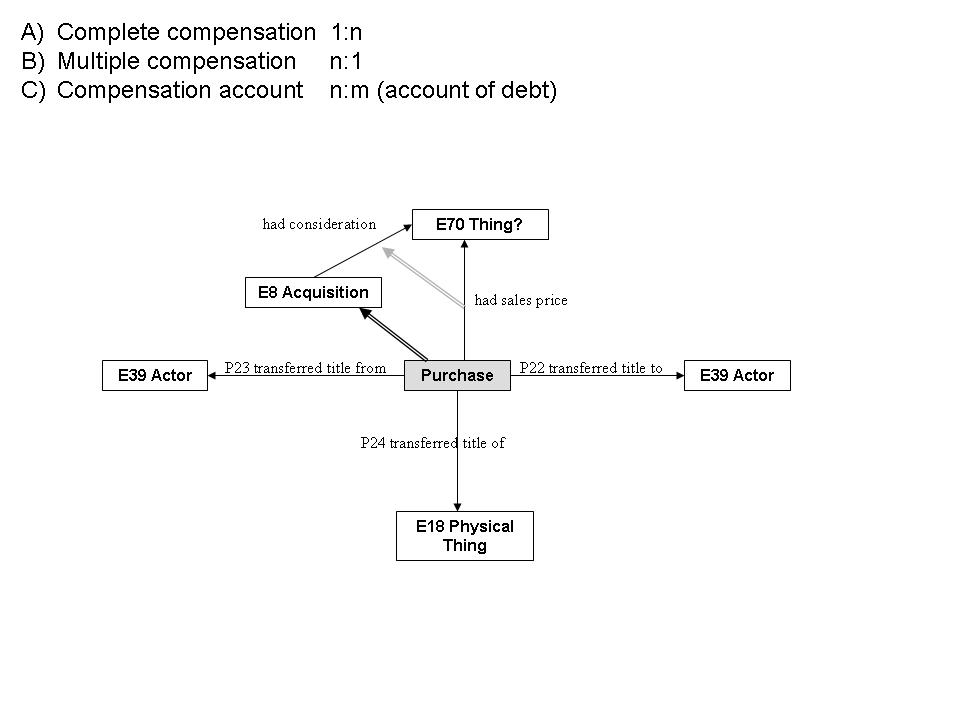 A) Complete compensation 1:n
B) Multiple compensation n:1
C) Compensation account n:m (account of debt)
had consideration
E70 Thing?
E8 Acquisition
had sales price
E39 Actor
P23 transferred title from
Purchase
P22 transferred title to
E39 Actor
P24 transferred title of
E18 Physical
Thing